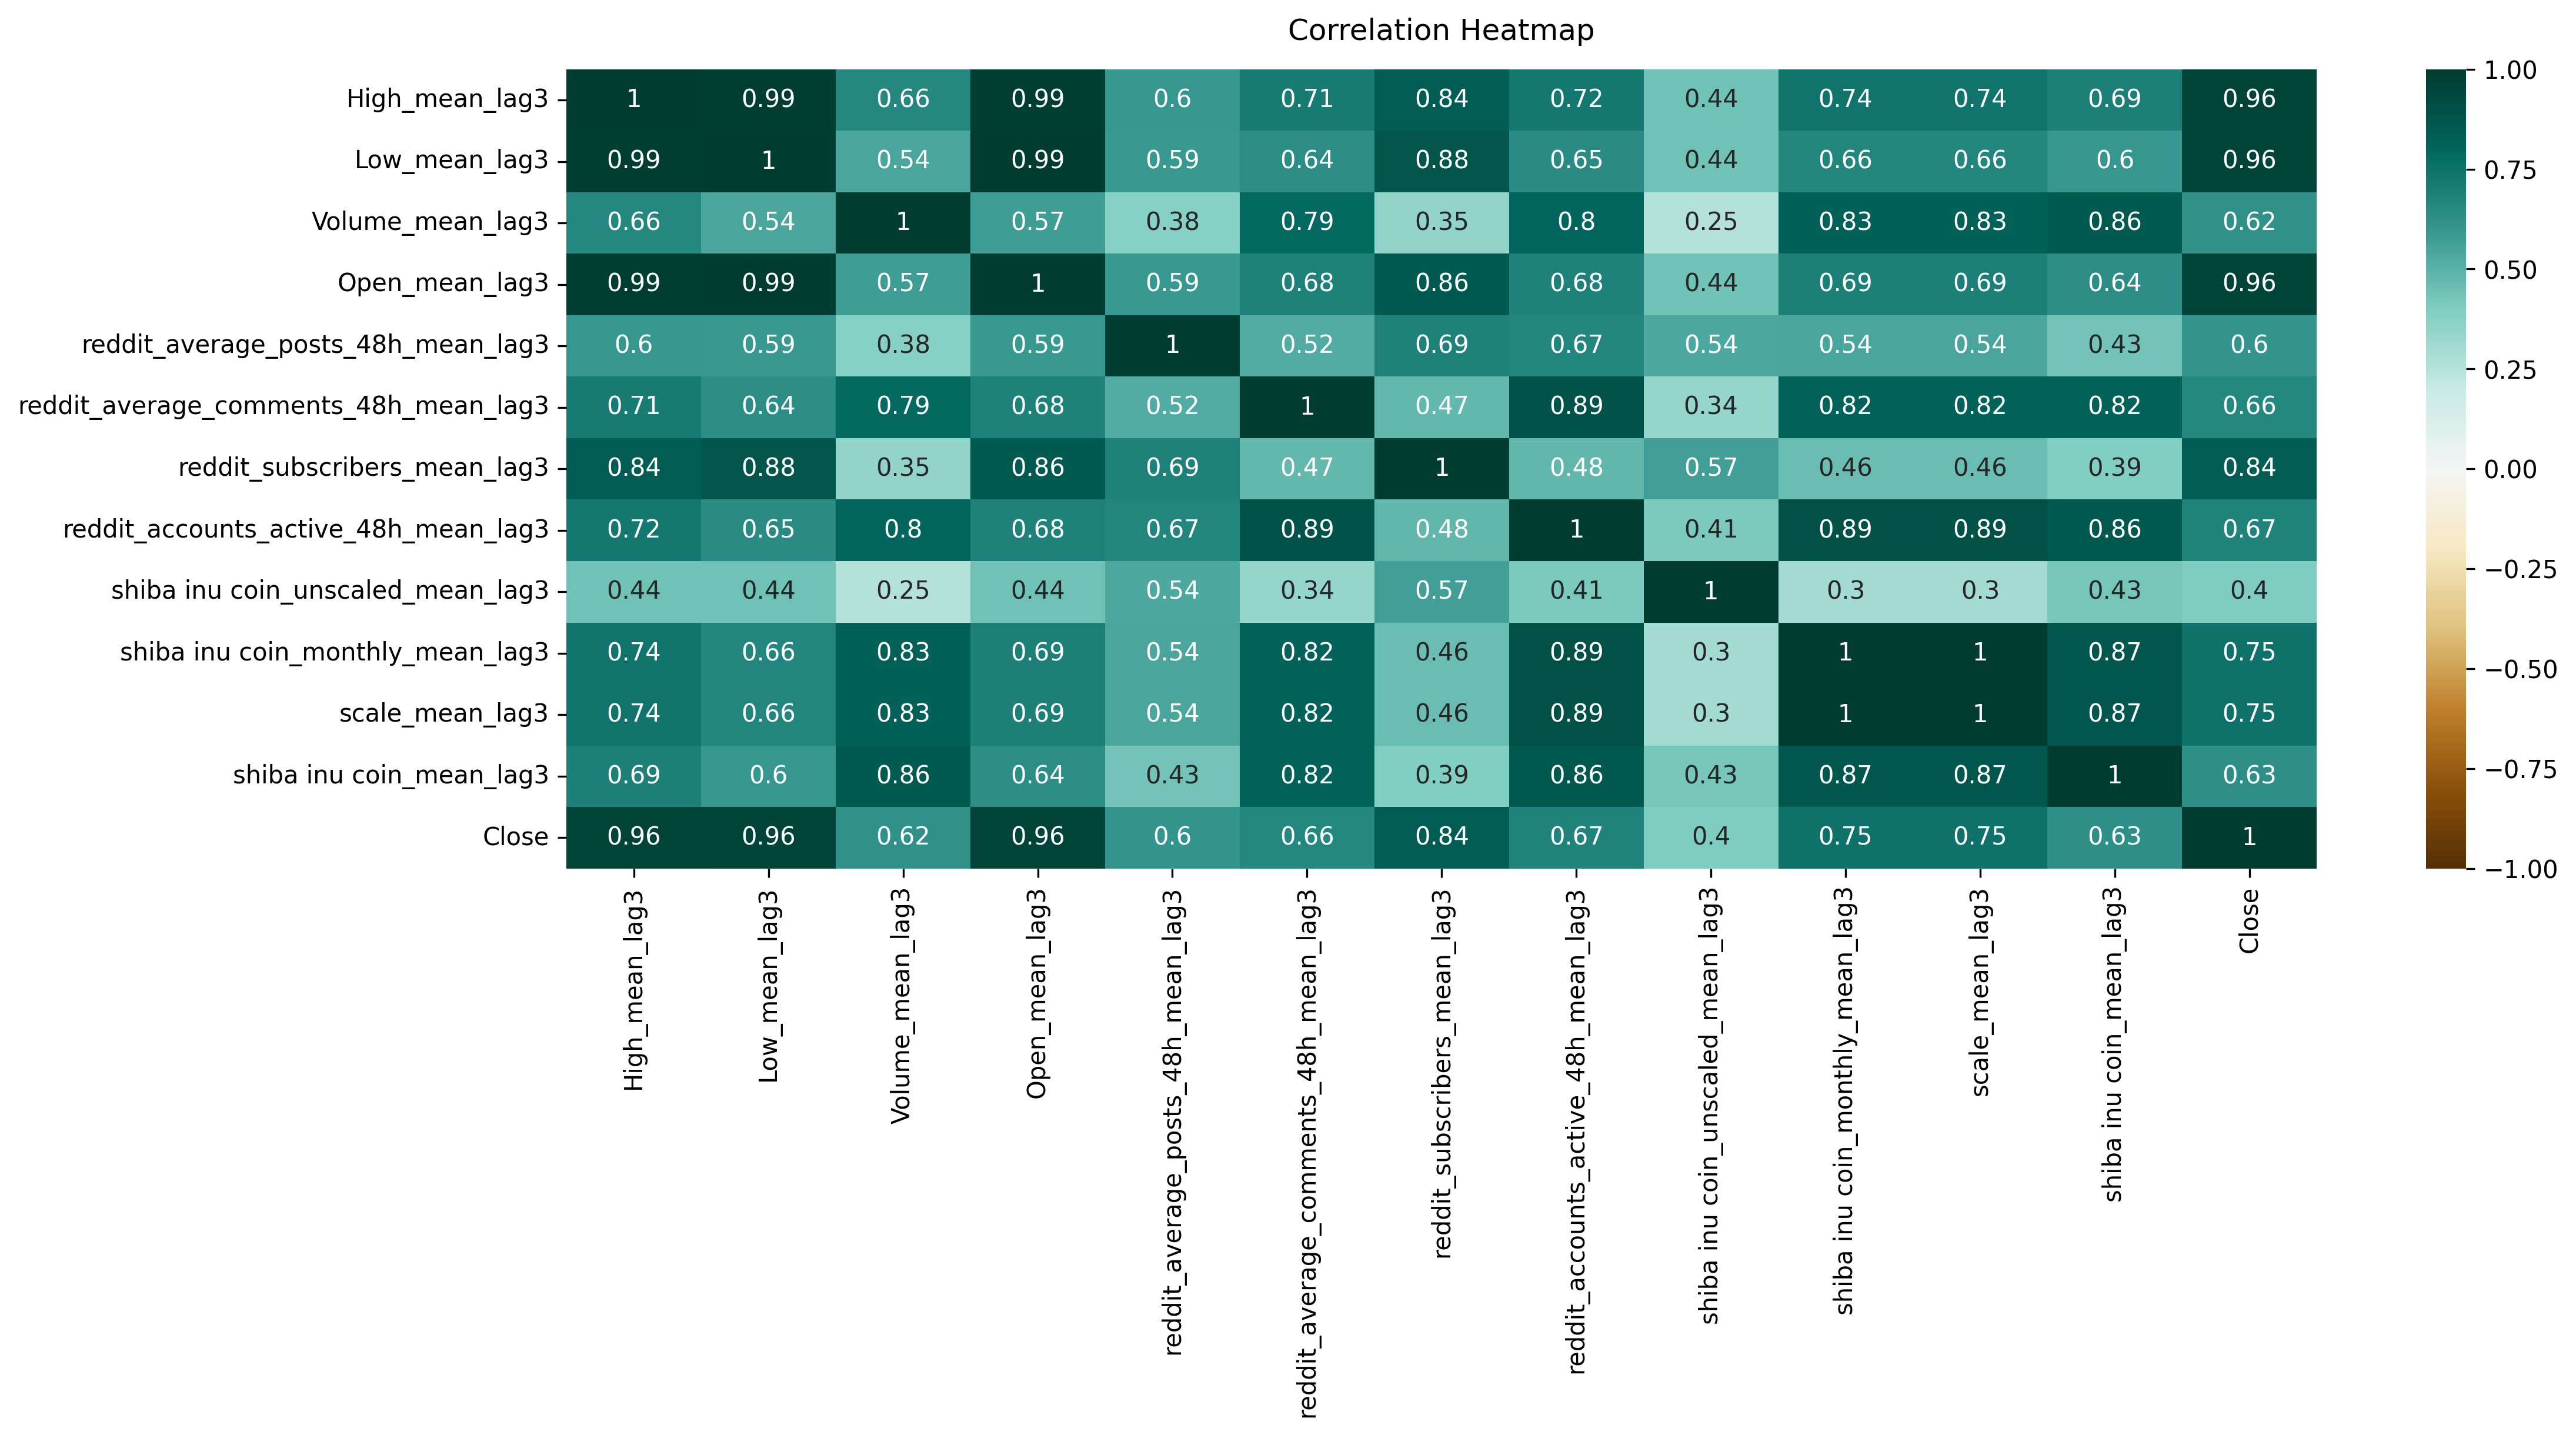 Correlation Heatmap
High_mean_lag3 1 0.99 0.66 0.99 0.6 0.71 0.84 0.72 0.44 0.74 0.74 0.69 0.96
Low_mean_lag3 0.99 1 0.54 0.99 0.59 0.64 0.88 0.65 0.44 0.66 0.66 0.6 0.96
Volume_mean_lag3 0.66 0.54 1 0.57 0.38 0.79 0.35 0.8 0.25 0.83 0.83 0.86 0.62
Open_mean_lag3 0.99 0.99 0.57 1 0.59 0.68 0.86 0.68 0.44 0.69 0.69 0.64 0.96
reddit_average_posts_48h_mean_lag3 0.6 0.59 0.38 0.59 1 0.52 0.69 0.67 0.54 0.54 0.54 0.43 0.6
reddit_average_comments_48h_mean_lag3 0.71 0.64 0.79 0.68 0.52 1 0.47 0.89 0.34 0.82 0.82 0.82 0.66
reddit_subscribers_mean_lag3 0.84 0.88 0.35 0.86 0.69 0.47 1 0.48 0.57 0.46 0.46 0.39 0.84
reddit_accounts_active_48h_mean_lag3 0.72 0.65 0.8 0.68 0.67 0.89 0.48 1 0.41 0.89 0.89 0.86 0.67
shiba inu coin_unscaled_mean_lag3 0.44 0.44 0.25 0.44 0.54 0.34 0.57 0.41 1 0.3 0.3 0.43 0.4
shiba inu coin_monthly_mean_lag3 0.74 0.66 0.83 0.69 0.54 0.82 0.46 0.89 0.3 1 1 0.87 0.75
scale_mean_lag3 0.74 0.66 0.83 0.69 0.54 0.82 0.46 0.89 0.3 1 1 0.87 0.75
shiba inu coin_mean_lag3 0.69 0.6 0.86 0.64 0.43 0.82 0.39 0.86 0.43 0.87 0.87 1 0.63
Close 0.96 0.96 0.62 0.96 0.6 0.66 0.84 0.67 0.4 0.75 0.75 0.63 1
High_mean_lag3
Low_mean_lag3
Volume_mean_lag3
Open_mean_lag3
reddit_average_posts_48h_mean_lag3
reddit_average_comments_48h_mean_lag3
reddit_subscribers_mean_lag3
reddit_accounts_active_48h_mean_lag3
shiba inu coin_unscaled_mean_lag3
shiba inu coin_monthly_mean_lag3
scale_mean_lag3
shiba inu coin_mean_lag3
Close
1.00
0.75
0.50
0.25
0.00
−0.25
−0.50
−0.75
−1.00